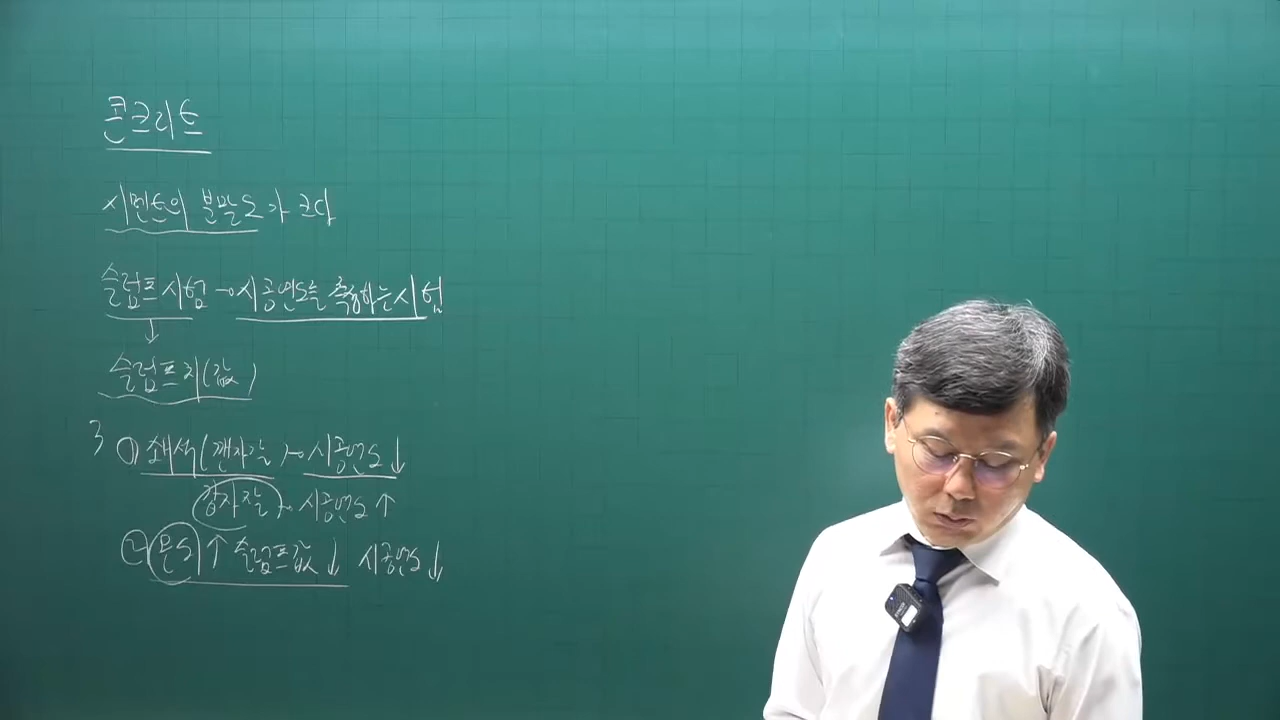 콘크리트
시멘트의 분말도가 크다
슬럼프시험 → 시공연도를 측정하는 시험
↓
슬럼프치(값)
3 ① 쇄석(깬자갈) → 시공연도↓
강자갈 → 시공연도↑
② 온도↑ 슬럼프값↓ 시공연도↓